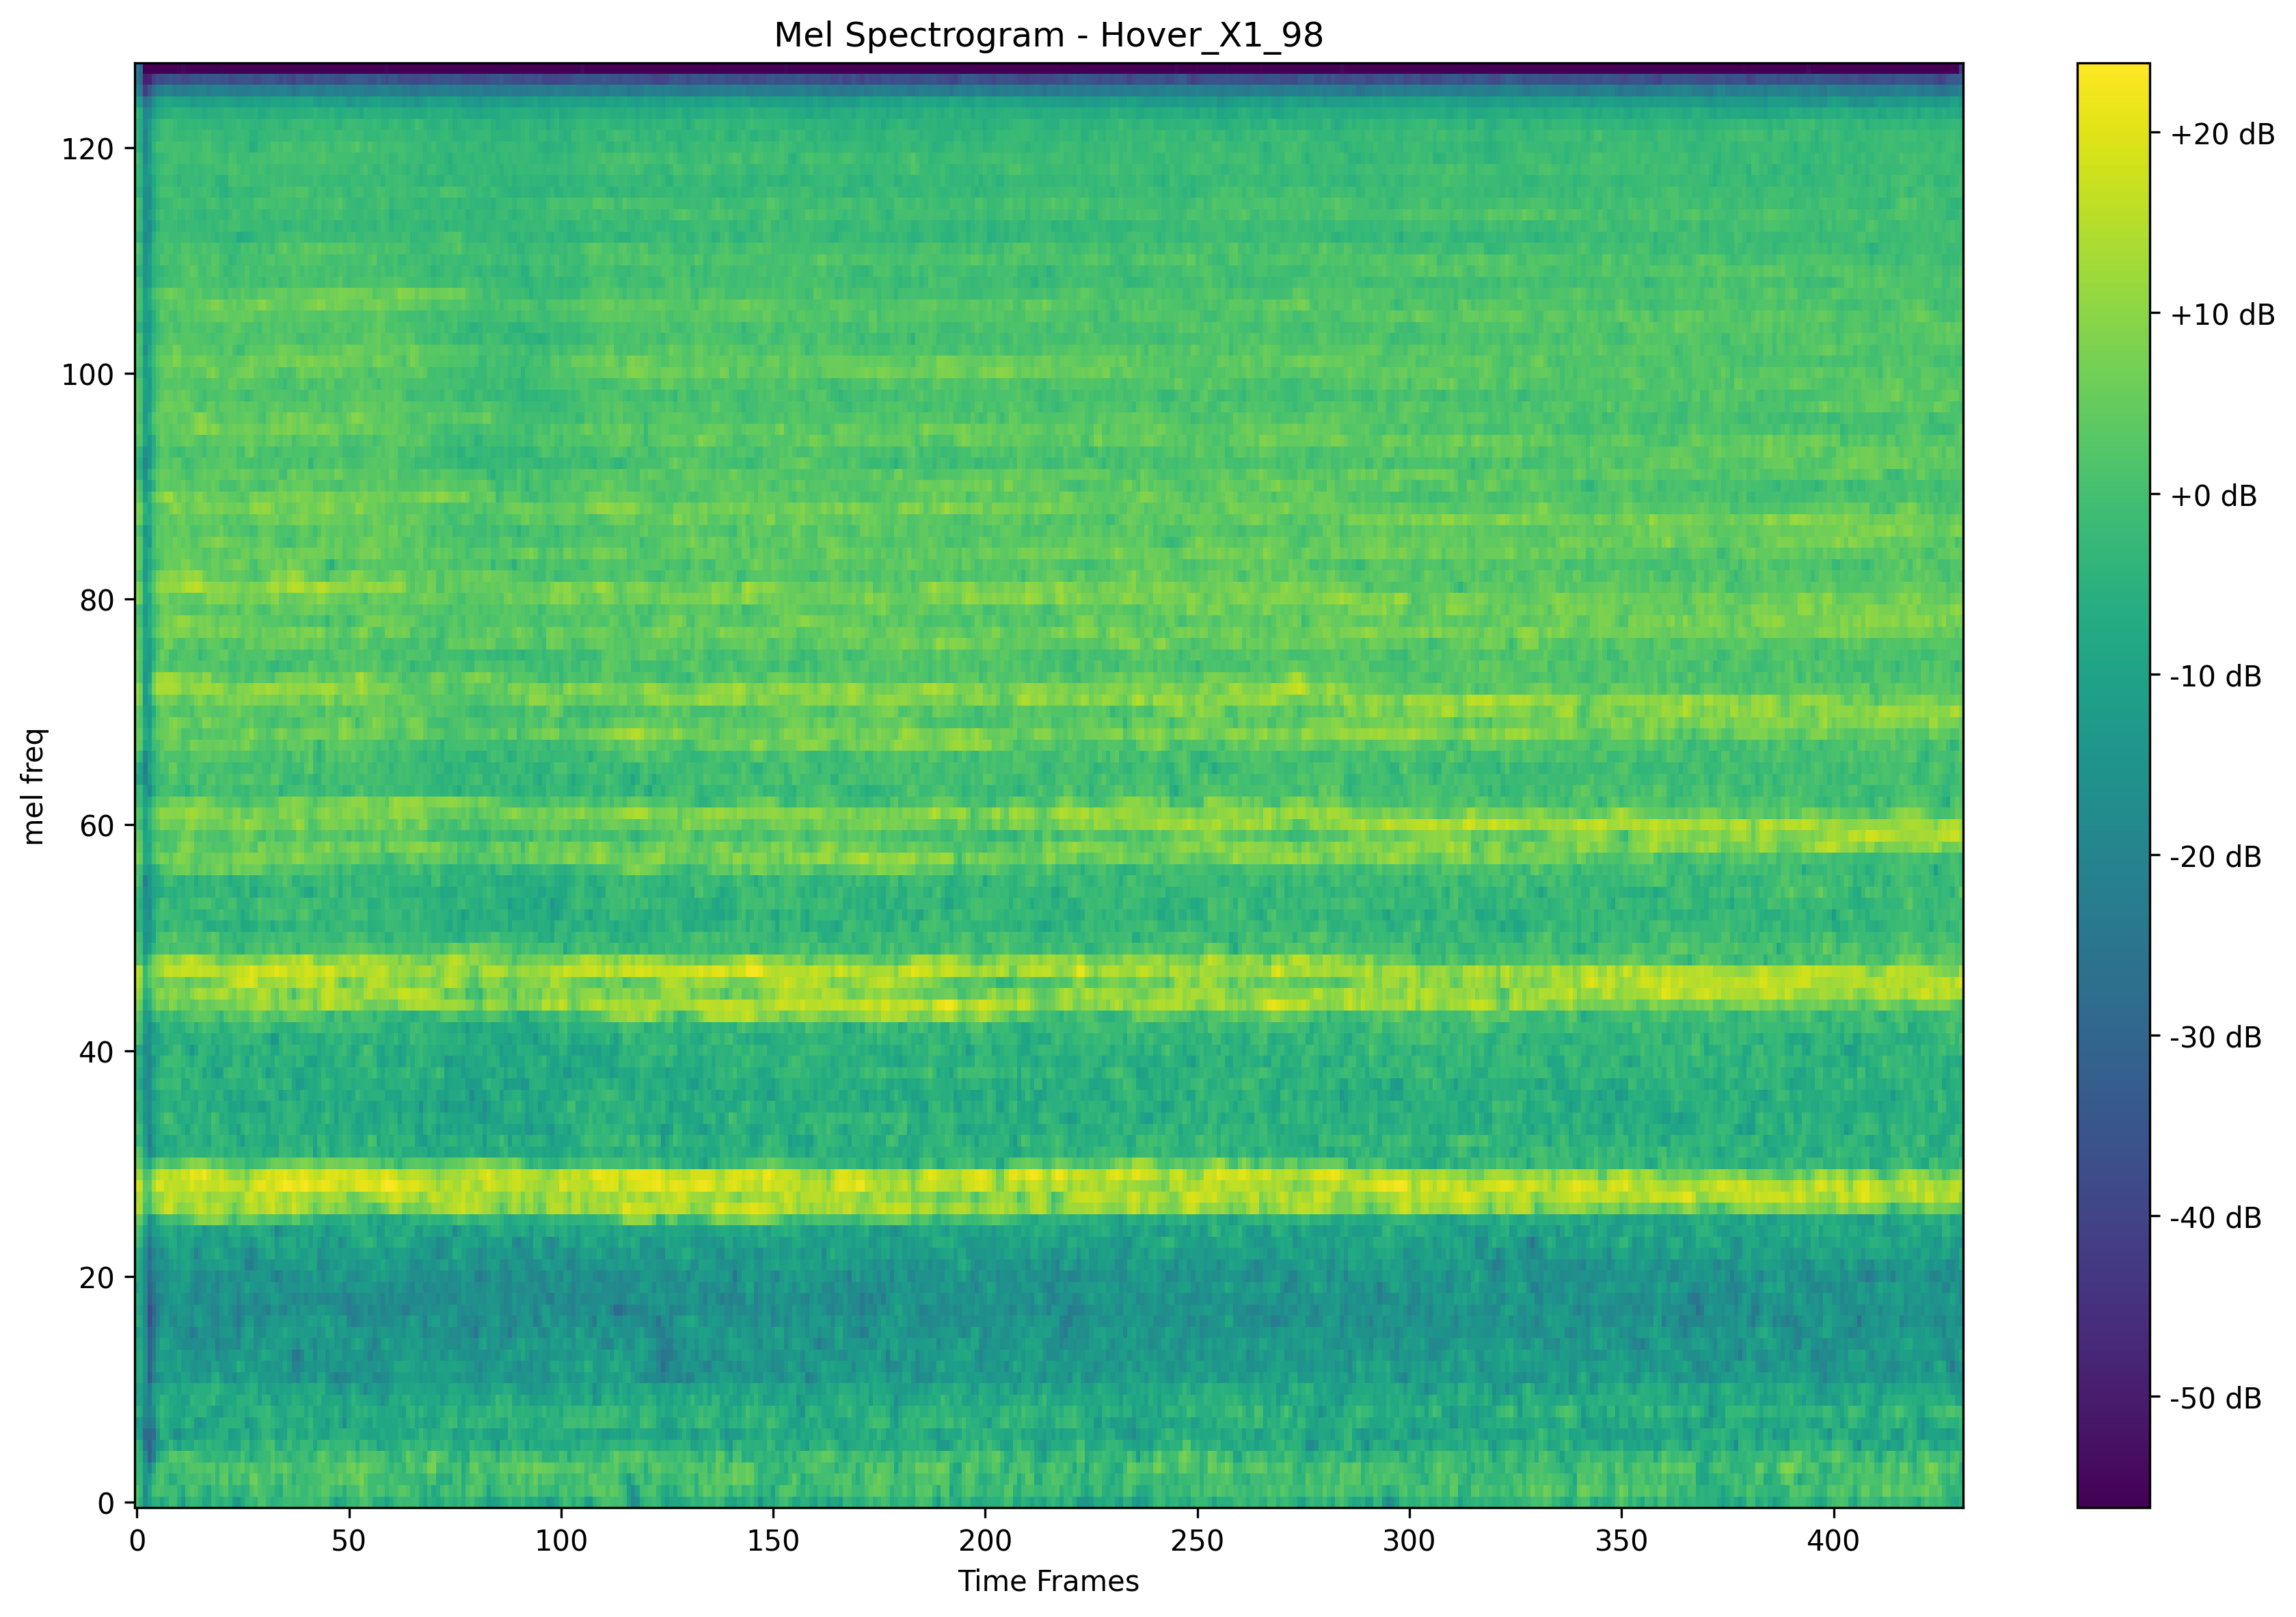 Mel Spectrogram - Hover_X1_98
mel freq
120
100
80
60
40
20
0
0 50 100 150 200 250 300 350 400
Time Frames
+20 dB
+10 dB
+0 dB
-10 dB
-20 dB
-30 dB
-40 dB
-50 dB